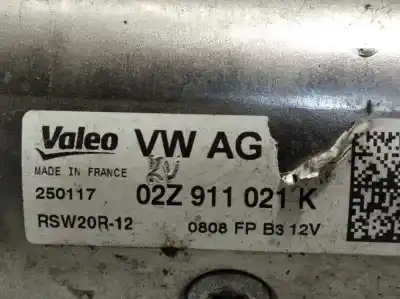 Valeo VW AG
MADE IN FRANCE
250117 02Z 911 021 K
RSW20R-12 0808 FP B3 12V